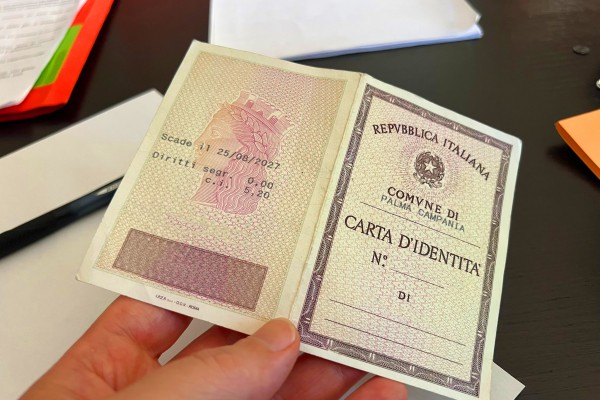 Scade il 25/08/2027
Diritti segr. 0,00
c.i. 5,20
REPVBBLICA ITALIANA
COMVNE DI
PALMA CAMPANIA
CARTA D'IDENTITA'
N.º
DI